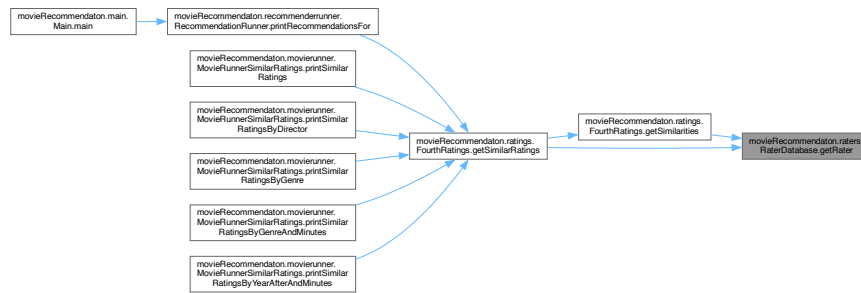 movieRecommendaton.main.
Main.main
movieRecommendaton.recommenderrunner.
RecommendationRunner.printRecommendationsFor
movieRecommendaton.movierunner.
MovieRunnerSimilarRatings.printSimilar
Ratings
movieRecommendaton.movierunner.
MovieRunnerSimilarRatings.printSimilar
RatingsByDirector
movieRecommendaton.movierunner.
MovieRunnerSimilarRatings.printSimilar
RatingsByGenre
movieRecommendaton.movierunner.
MovieRunnerSimilarRatings.printSimilar
RatingsByGenreAndMinutes
movieRecommendaton.movierunner.
MovieRunnerSimilarRatings.printSimilar
RatingsByYearAfterAndMinutes
movieRecommendaton.ratings.
FourthRatings.getSimilarRatings
movieRecommendaton.ratings.
FourthRatings.getSimilarities
movieRecommendaton.raters
RaterDatabase.getRater